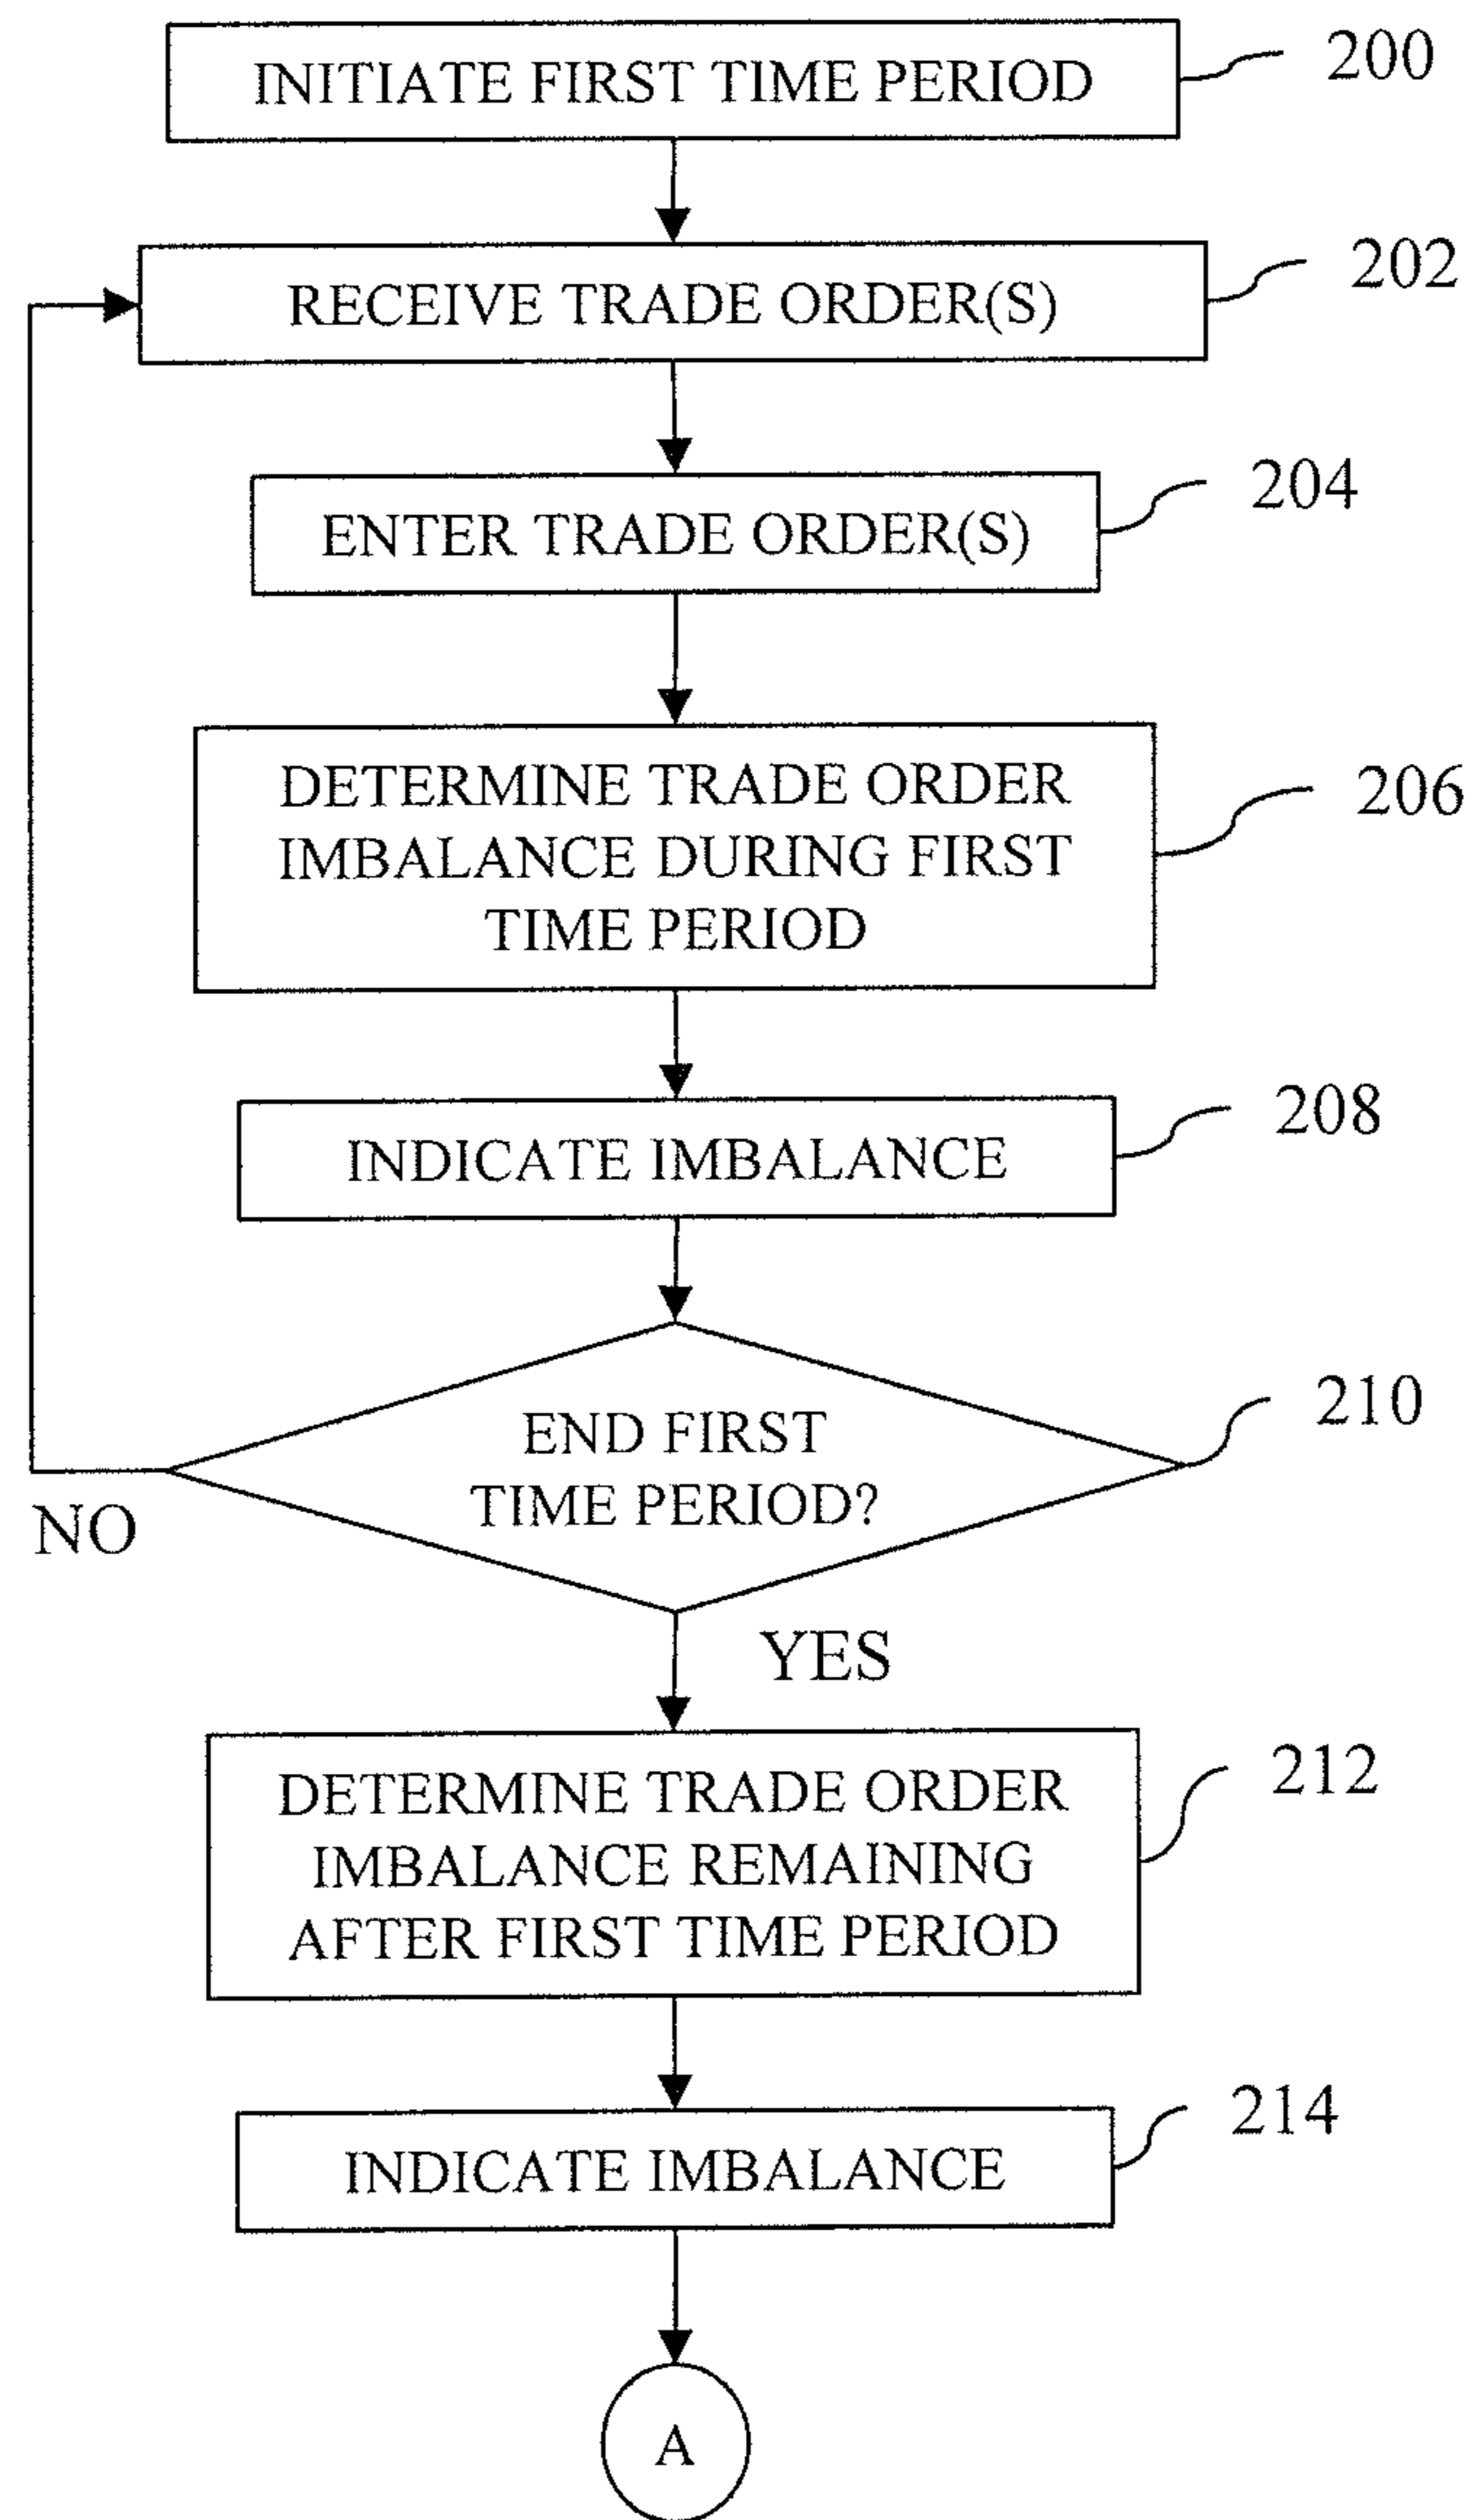 INITIATE FIRST TIME PERIOD
200
RECEIVE TRADE ORDER(S)
202
ENTER TRADE ORDER(S)
204
DETERMINE TRADE ORDER
IMBALANCE DURING FIRST
TIME PERIOD
206
INDICATE IMBALANCE
208
END FIRST
TIME PERIOD?
210
NO
YES
DETERMINE TRADE ORDER
IMBALANCE REMAINING
AFTER FIRST TIME PERIOD
212
INDICATE IMBALANCE
214
A